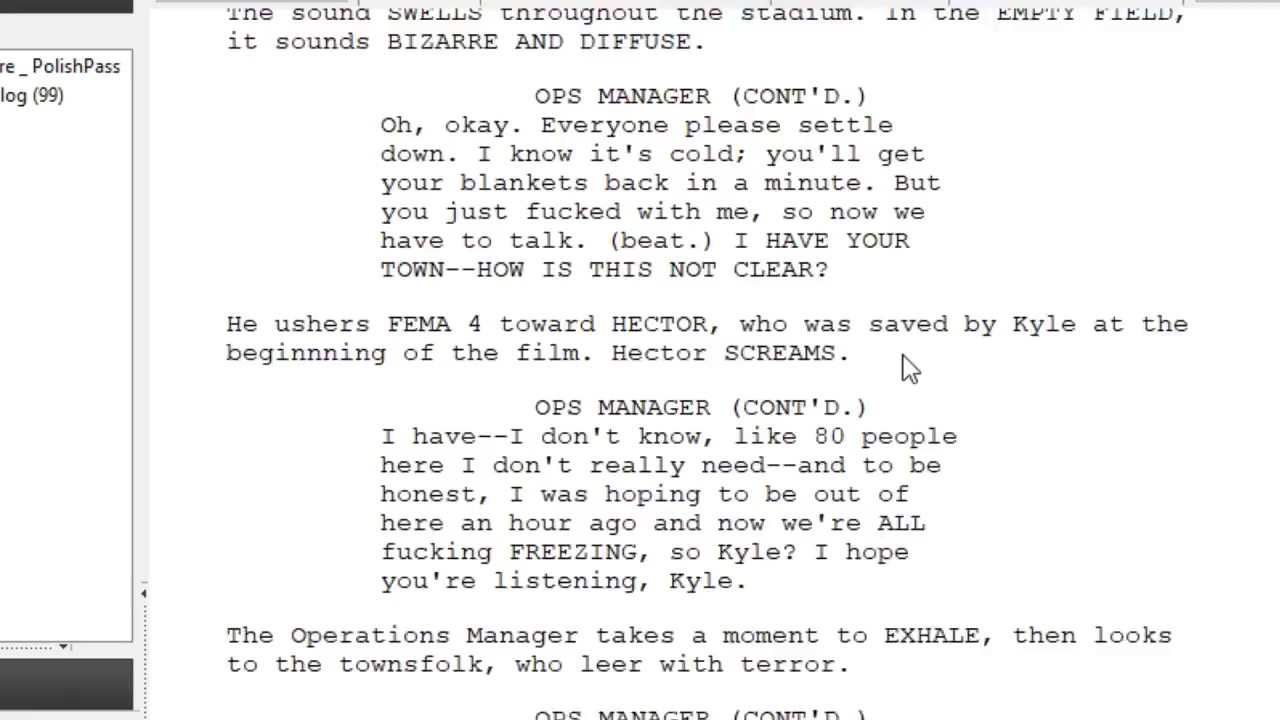 The sound SWELLS throughout the stadium. In the EMPTY FIELD,
it sounds BIZARRE AND DIFFUSE.
re _ PolishPass
log (99)
OPS MANAGER (CONT'D.)
Oh, okay. Everyone please settle
down. I know it's cold; you'll get
your blankets back in a minute. But
you just fucked with me, so now we
have to talk. (beat.) I HAVE YOUR
TOWN--HOW IS THIS NOT CLEAR?
He ushers FEMA 4 toward HECTOR, who was saved by Kyle at the
beginnning of the film. Hector SCREAMS.
OPS MANAGER (CONT'D.)
I have--I don't know, like 80 people
here I don't really need--and to be
honest, I was hoping to be out of
here an hour ago and now we're ALL
fucking FREEZING, so Kyle? I hope
you're listening, Kyle.
The Operations Manager takes a moment to EXHALE, then looks
to the townsfolk, who leer with terror.
OPS MANAGER (CONT'D.)